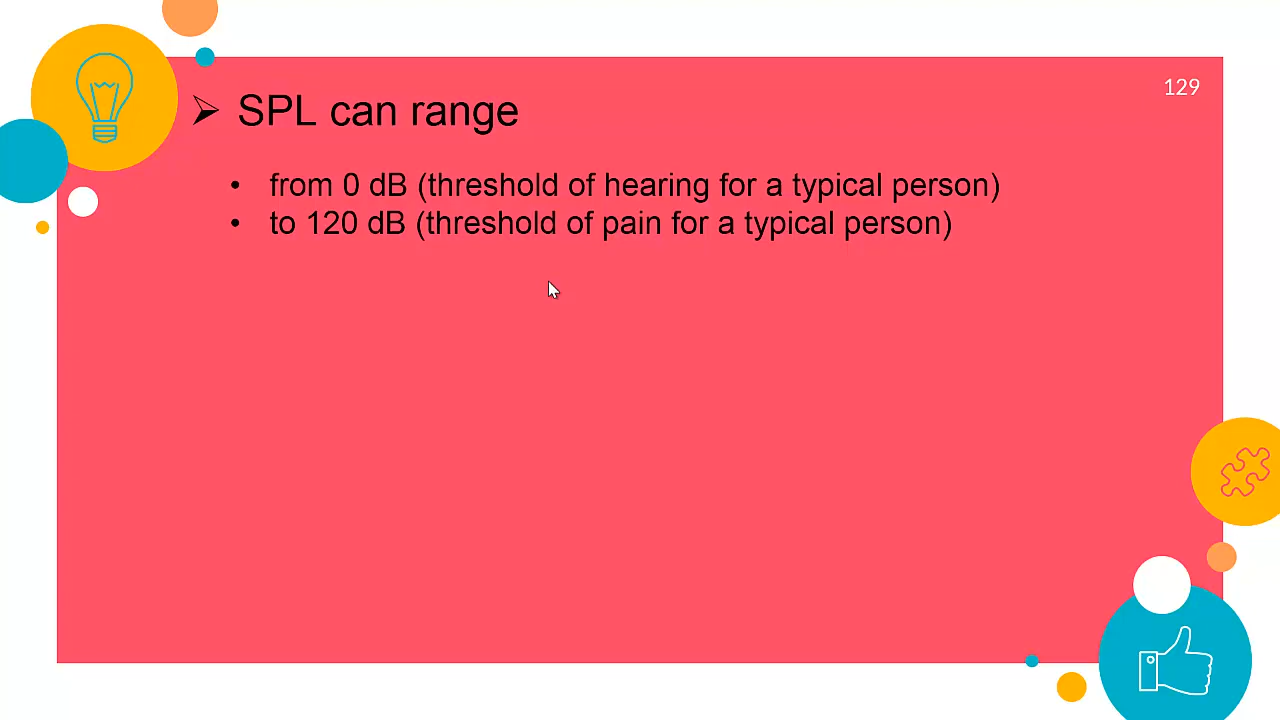 129
➢ SPL can range
• from 0 dB (threshold of hearing for a typical person)
• to 120 dB (threshold of pain for a typical person)